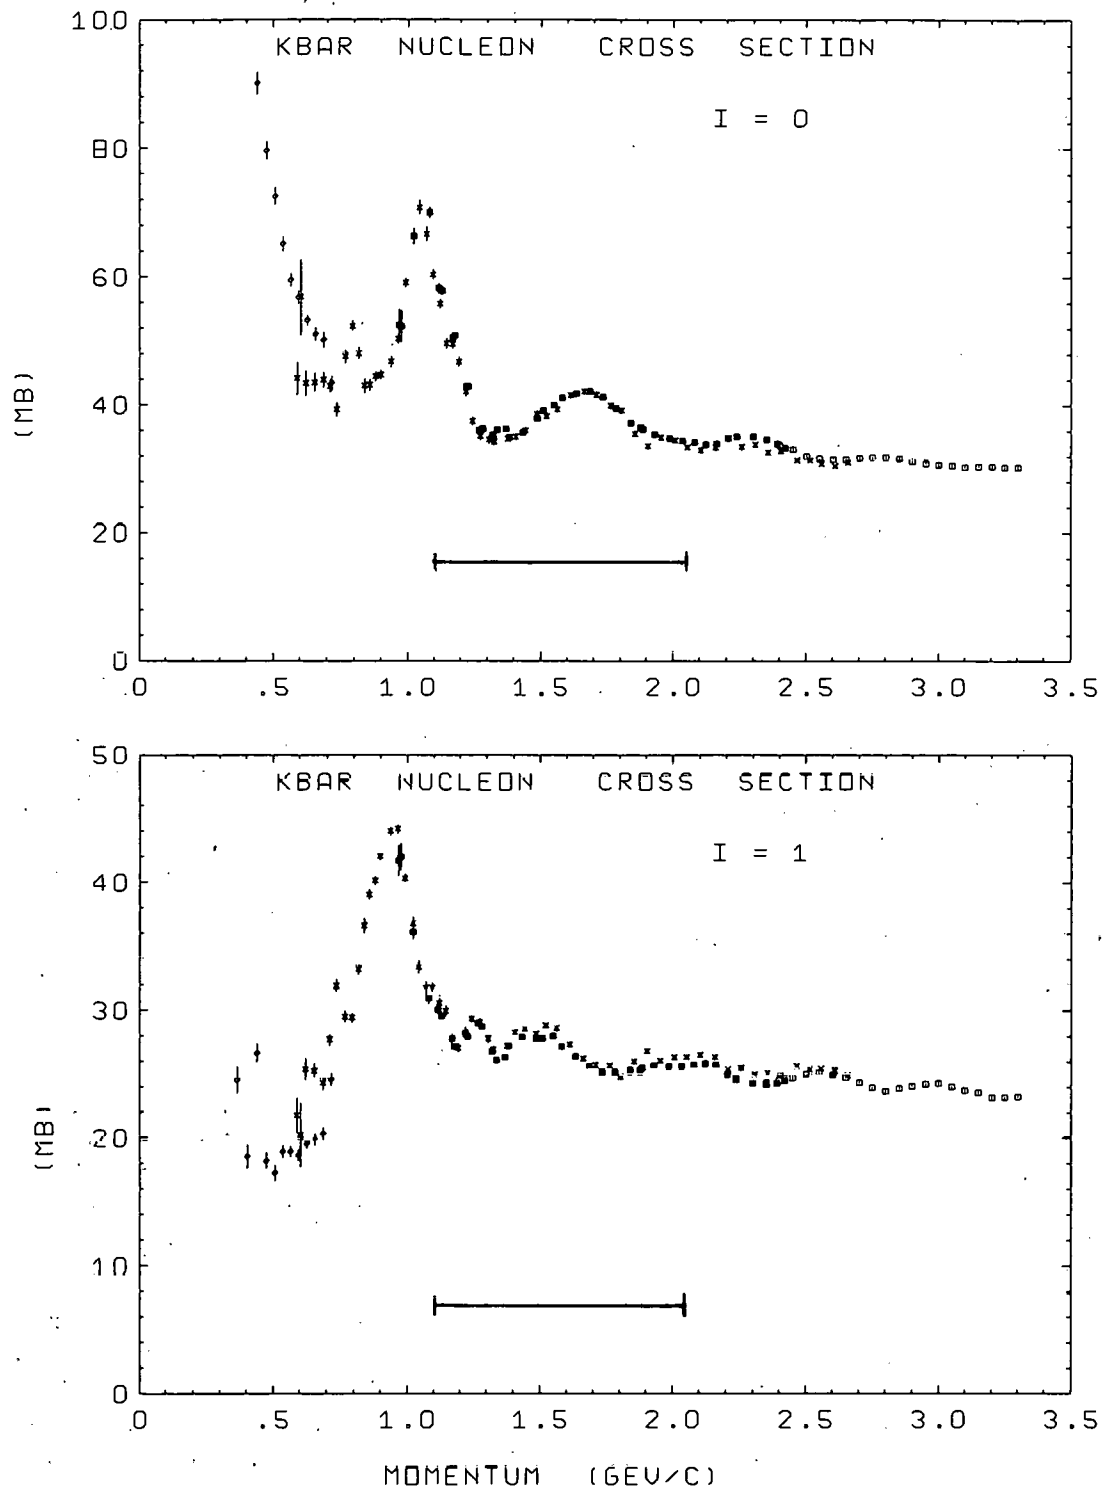 100
KBAR NUCLEON CROSS SECTION
I = 0
80
60
(MB)
40
20
0
.0 .5 1.0 1.5 2.0 2.5 3.0 3.5
50
KBAR NUCLEON CROSS SECTION
I = 1
40
30
(MB)
20
10
0
.0 .5 1.0 1.5 2.0 2.5 3.0 3.5
MOMENTUM (GEV/C)